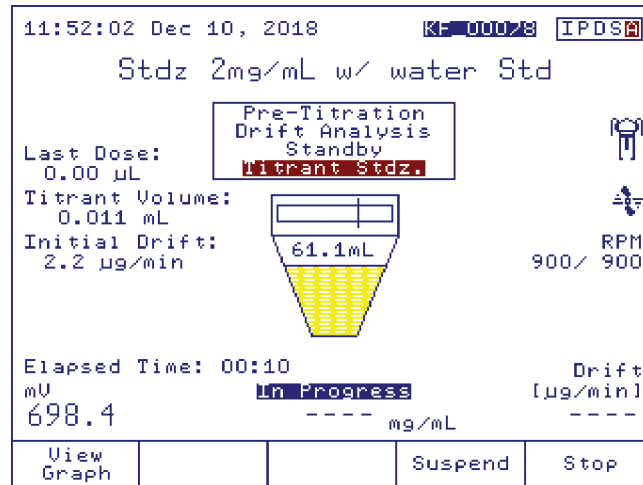 11:52:02 Dec 10, 2018 KF_00078 IPDSA
Stdz 2mg/mL w/ water Std
Pre-Titration
Drift Analysis
Standby
Titrant Stdz.
Last Dose:
0.00 µL
Titrant Volume:
0.011 mL
Initial Drift:
2.2 µg/min
61.1mL
RPM
900/ 900
Elapsed Time: 00:10
Drift
mV
In Progress
[µg/min]
698.4
---- mg/mL
----
View
Graph
Suspend
Stop